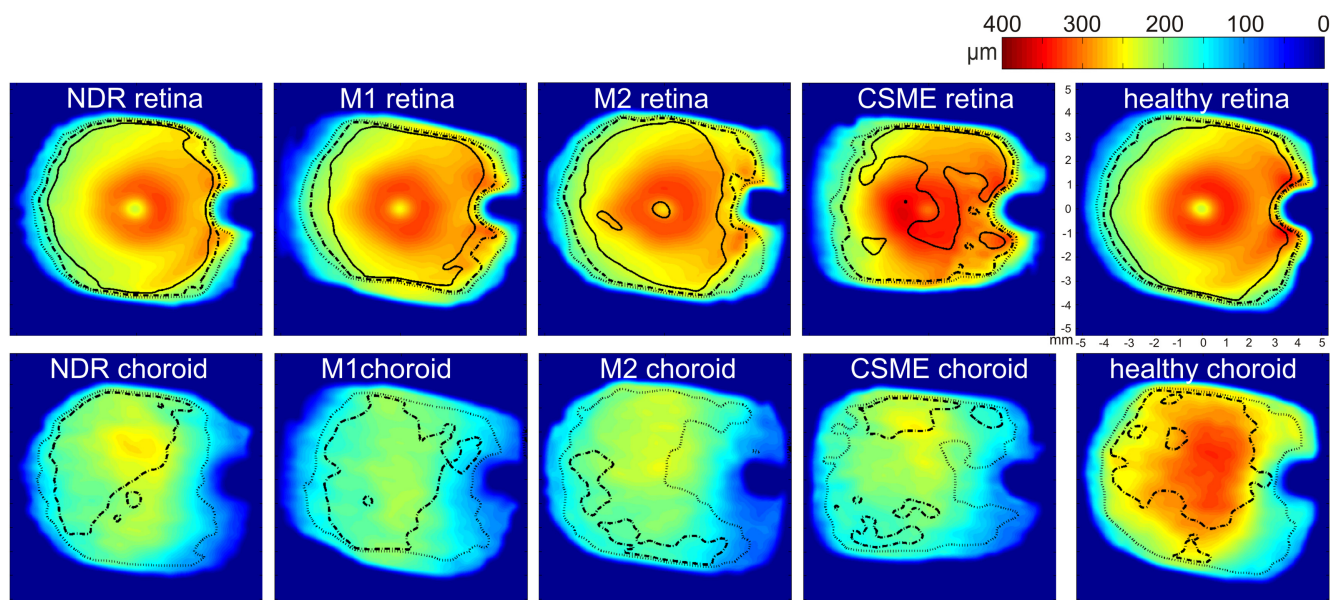 400 300 200 100 0
µm
NDR retina M1 retina M2 retina CSME retina healthy retina
5
4
3
2
1
0
-1
-2
-3
-4
-5
mm -5 -4 -3 -2 -1 0 1 2 3 4 5
NDR choroid M1choroid M2 choroid CSME choroid healthy choroid